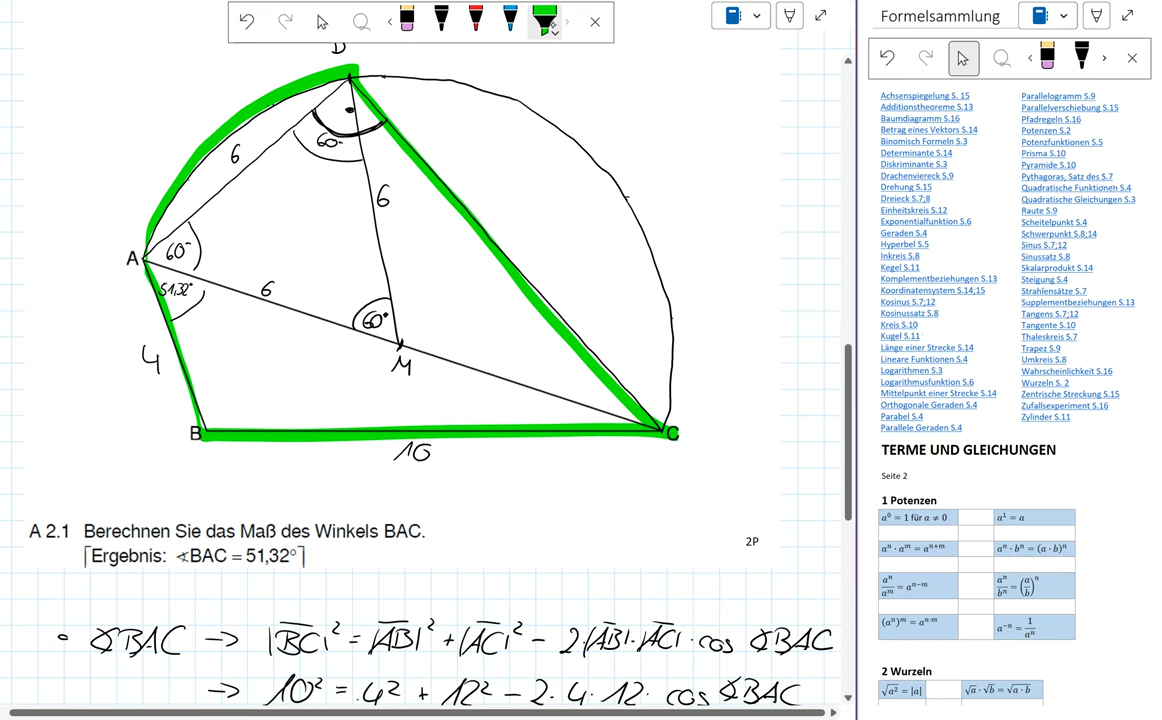 Formelsammlung
D
6
60°
6
A
60°
51,32°
6
60°
4
M
B
C
10
A 2.1 Berechnen Sie das Maß des Winkels BAC.
⌈Ergebnis: ∢BAC = 51,32°⌉
2P
• ∢BAC → |BC|² = |AB|² + |AC|² − 2·|AB|·|AC| · cos ∢BAC
→ 10² = 4² + 12² − 2·4·12· cos ∢BAC
Achsenspiegelung S. 15
Additionstheoreme S.13
Baumdiagramm S.16
Betrag eines Vektors S.14
Binomisch Formeln S.3
Determinante S.14
Diskriminante S.3
Drachenviereck S.9
Drehung S.15
Dreieck S.7;8
Einheitskreis S.12
Exponentialfunktion S.6
Geraden S.4
Hyperbel S.5
Inkreis S.8
Kegel S.11
Komplementbeziehungen S.13
Koordinatensystem S.14;15
Kosinus S.7;12
Kosinussatz S.8
Kreis S.10
Kugel S.11
Länge einer Strecke S.14
Lineare Funktionen S.4
Logarithmen S.3
Logarithmusfunktion S.6
Mittelpunkt einer Strecke S.14
Orthogonale Geraden S.4
Parabel S.4
Parallele Geraden S.4
Parallelogramm S.9
Parallelverschiebung S.15
Pfadregeln S.16
Potenzen S.2
Potenzfunktionen S.5
Prisma S.10
Pyramide S.10
Pythagoras, Satz des S.7
Quadratische Funktionen S.4
Quadratische Gleichungen S.3
Raute S.9
Scheitelpunkt S.4
Schwerpunkt S.8;14
Sinus S.7;12
Sinussatz S.8
Skalarprodukt S.14
Steigung S.4
Strahlensätze S.7
Supplementbeziehungen S.13
Tangens S.7;12
Tangente S.10
Thaleskreis S.7
Trapez S.9
Umkreis S.8
Wahrscheinlichkeit S.16
Wurzeln S. 2
Zentrische Streckung S.15
Zufallsexperiment S.16
Zylinder S.11
TERME UND GLEICHUNGEN
Seite 2
1 Potenzen
a⁰ = 1 für a ≠ 0 a¹ = a
aⁿ · aᵐ = aⁿ⁺ᵐ aⁿ · bⁿ = (a · b)ⁿ
aⁿ/aᵐ = aⁿ⁻ᵐ aⁿ/bⁿ = (a/b)ⁿ
(aⁿ)ᵐ = aⁿ·ᵐ a⁻ⁿ = 1/aⁿ
2 Wurzeln
√a² = |a| √a · √b = √(a · b)